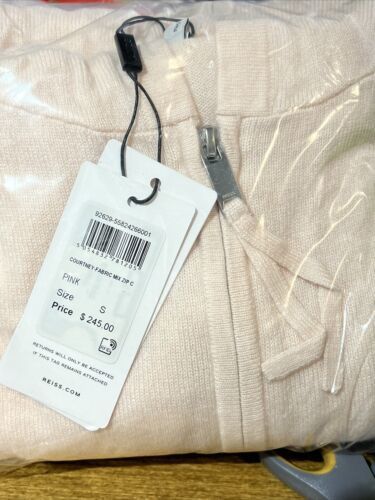 92629-55824266001
COURTNEY-FABRIC MIX ZIP C
PINK
Size S
Price $ 245.00
RFID
RETURNS WILL ONLY BE ACCEPTED
IF THIS TAG REMAINS ATTACHED
REISS.COM